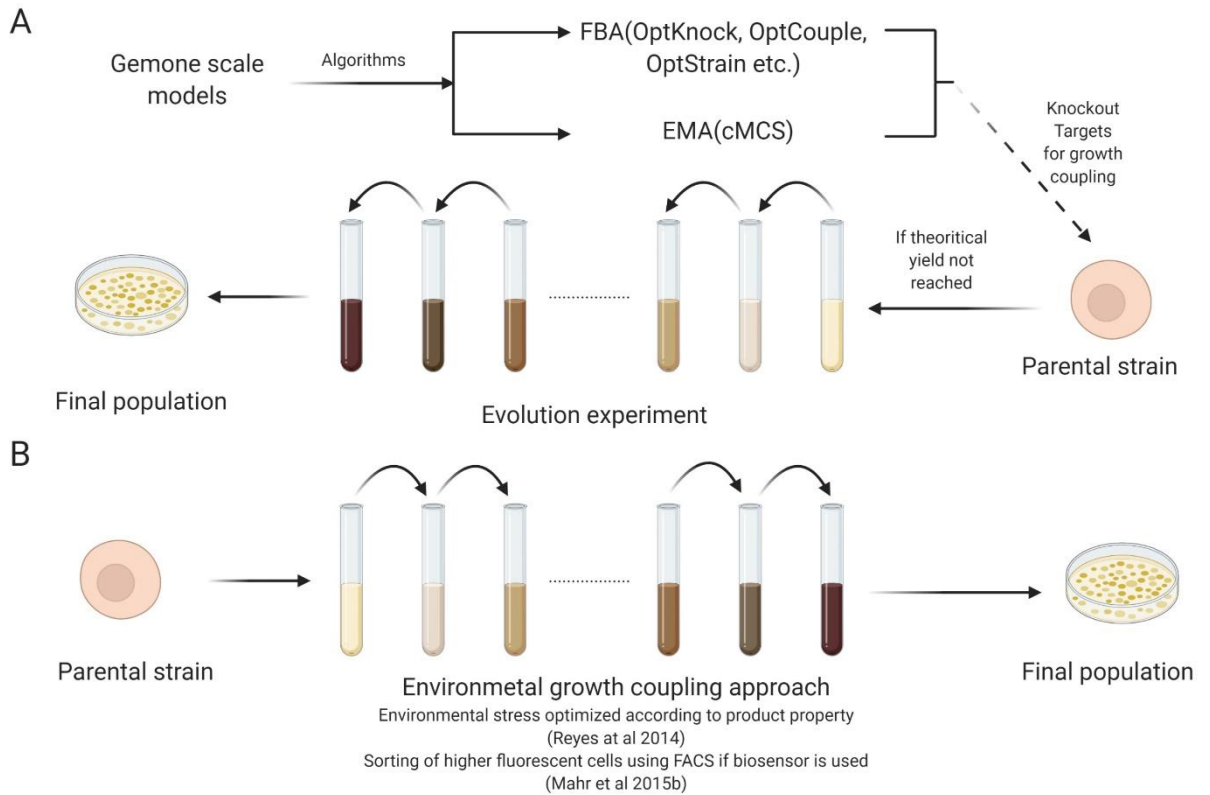 A
Gemone scale
models
Algorithms
FBA(OptKnock, OptCouple,
OptStrain etc.)
EMA(cMCS)
Knockout
Targets
for growth
coupling
If theoritical
yield not
reached
Parental strain
Final population
Evolution experiment
B
Parental strain
Final population
Environmetal growth coupling approach
Environmental stress optimized according to product property
(Reyes at al 2014)
Sorting of higher fluorescent cells using FACS if biosensor is used
(Mahr et al 2015b)